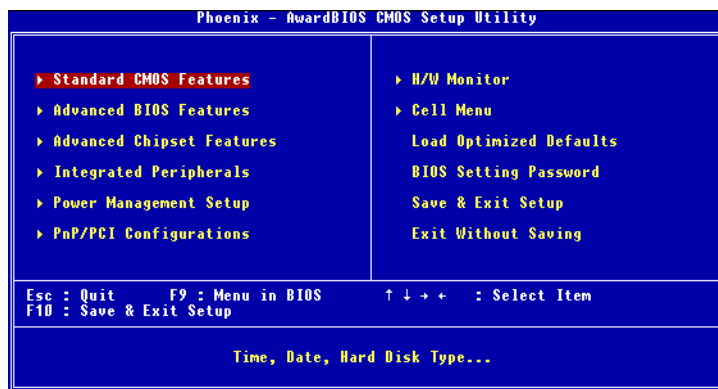 Phoenix - AwardBIOS CMOS Setup Utility
▸ Standard CMOS Features
▸ Advanced BIOS Features
▸ Advanced Chipset Features
▸ Integrated Peripherals
▸ Power Management Setup
▸ PnP/PCI Configurations
▸ H/W Monitor
▸ Cell Menu
Load Optimized Defaults
BIOS Setting Password
Save & Exit Setup
Exit Without Saving
Esc : Quit F9 : Menu in BIOS ↑ ↓ → ← : Select Item
F10 : Save & Exit Setup
Time, Date, Hard Disk Type...